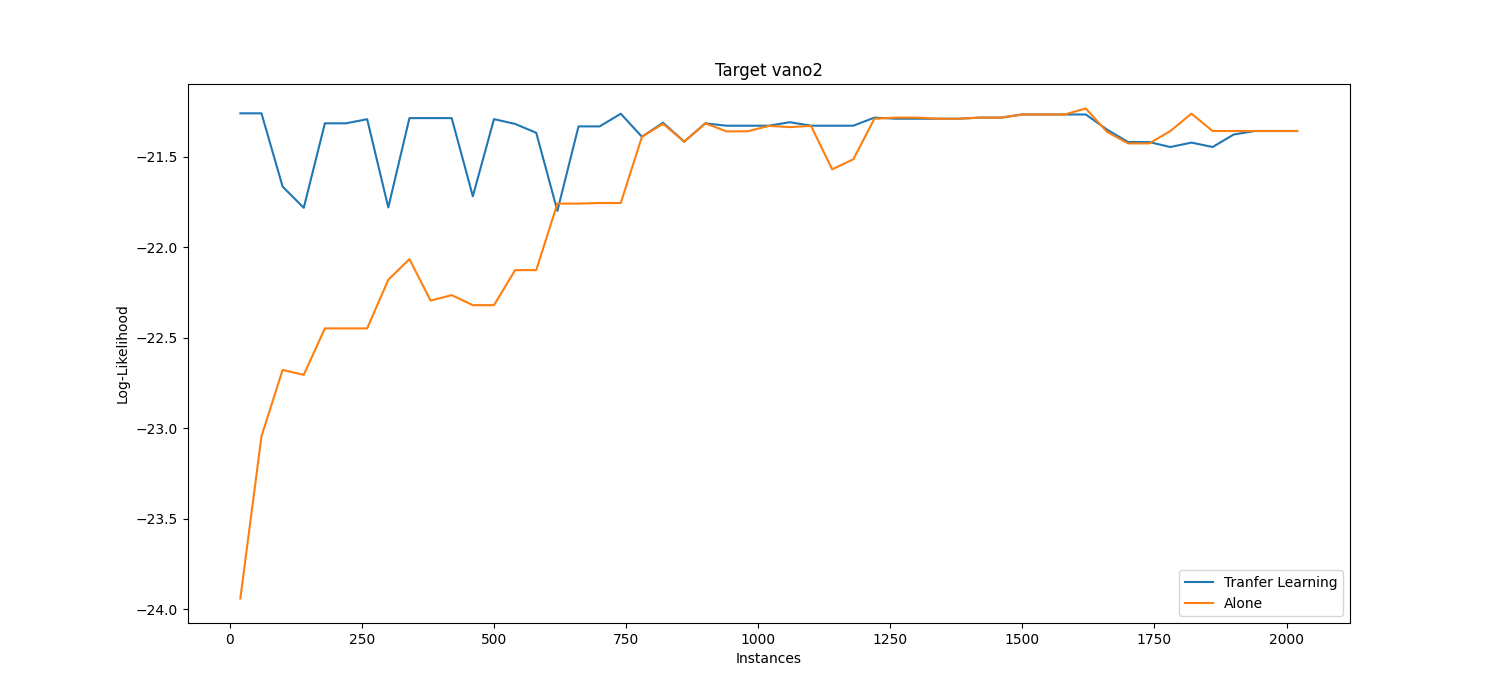 Target vano2
Log-Likelihood
−21.5
−22.0
−22.5
−23.0
−23.5
−24.0
0 250 500 750 1000 1250 1500 1750 2000
Instances
Tranfer Learning
Alone